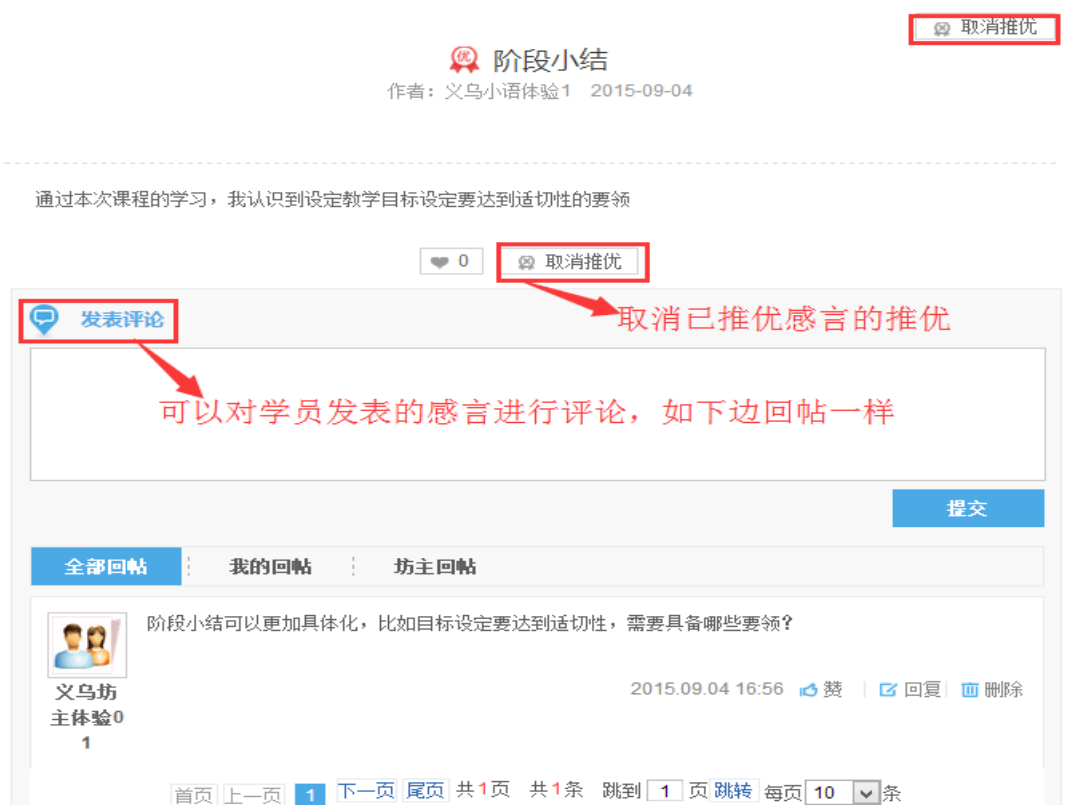 取消推优
优 阶段小结
作者：义乌小语体验1 2015-09-04
通过本次课程的学习，我认识到设定教学目标设定要达到适切性的要领
0 取消推优
发表评论
取消已推优感言的推优
可以对学员发表的感言进行评论，如下边回帖一样
提交
全部回帖 我的回帖 坊主回帖
阶段小结可以更加具体化，比如目标设定要达到适切性，需要具备哪些要领？
义乌坊
主体验0
1
2015.09.04 16:56 赞 回复 删除
首页 上一页 1 下一页 尾页 共1页 共1条 跳到 1 页 跳转 每页 10 条